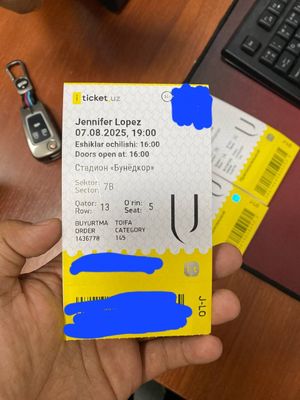 iticket.uz
Jennifer Lopez
07.08.2025, 19:00
Eshiklar ochilishi: 16:00
Doors open at: 16:00
Стадион «Бунёдкор»
Sektor:
Sector: 7B
Qator:
Row: 13
O'rin:
Seat: 5
BUYURTMA
ORDER
1436778
TOIFA
CATEGORY
145
J-LO